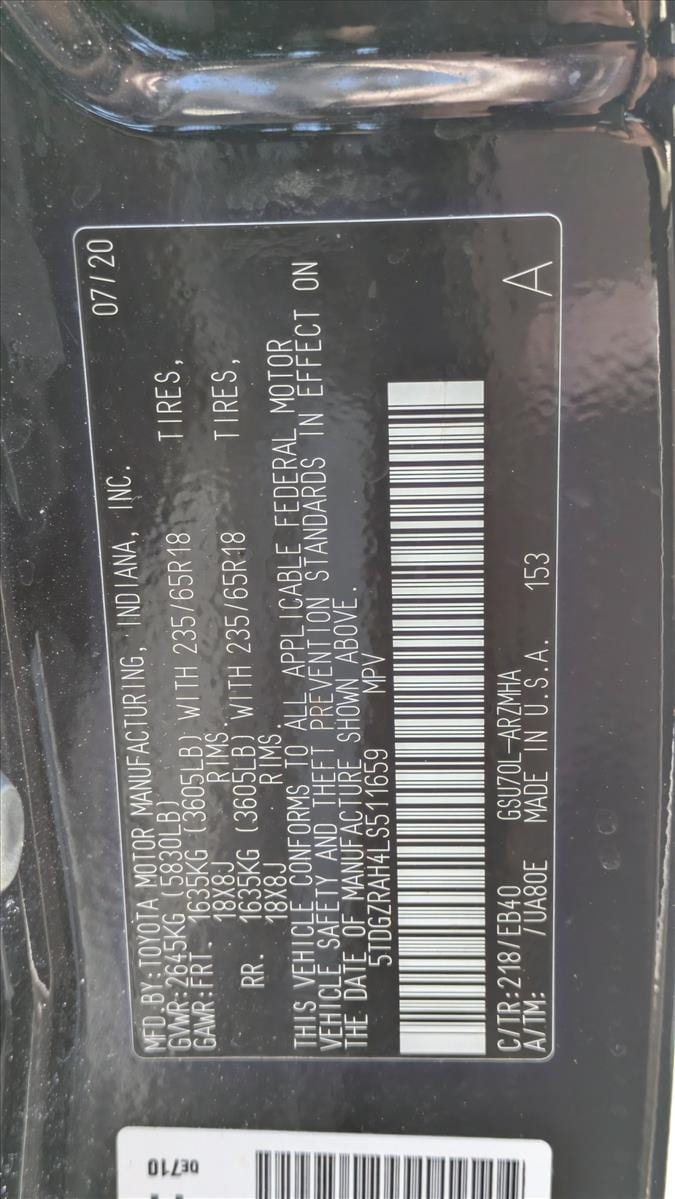 MFD.BY:TOYOTA MOTOR MANUFACTURING, INDIANA, INC. 07/20
GVWR:2645KG (5830LB)
GAWR:FRT. 1635KG (3605LB) WITH 235/65R18 TIRES,
18X8J RIMS
RR. 1635KG (3605LB) WITH 235/65R18 TIRES,
18X8J RIMS.
THIS VEHICLE CONFORMS TO ALL APPLICABLE FEDERAL MOTOR
VEHICLE SAFETY AND THEFT PREVENTION STANDARDS IN EFFECT ON
THE DATE OF MANUFACTURE SHOWN ABOVE.
5TDGZRAH4LS511659 MPV
C/TR:218/EB40 GSU70L-ARZMHA
A/TM: /UA80E MADE IN U.S.A. 153 A
DE710